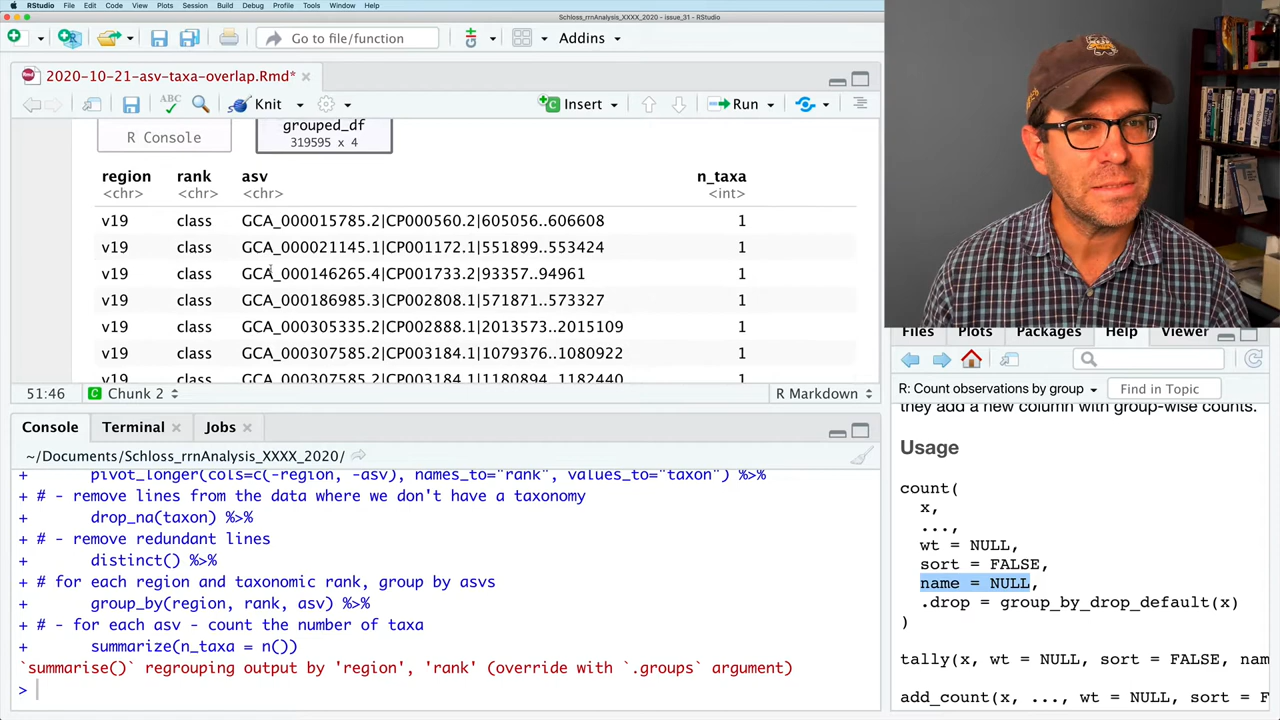 RStudio File Edit Code View Plots Session Build Debug Profile Tools Window Help
Schloss_rrnAnalysis_XXXX_2020 - issue_31 - RStudio
Go to file/function Addins
2020-10-21-asv-taxa-overlap.Rmd*
ABC Knit Insert Run
R Console
grouped_df
319595 x 4
region rank asv n_taxa
<chr> <chr> <chr> <int>
v19 class GCA_000015785.2|CP000560.2|605056..606608 1
v19 class GCA_000021145.1|CP001172.1|551899..553424 1
v19 class GCA_000146265.4|CP001733.2|93357..94961 1
v19 class GCA_000186985.3|CP002808.1|571871..573327 1
v19 class GCA_000305335.2|CP002888.1|2013573..2015109 1
v19 class GCA_000307585.2|CP003184.1|1079376..1080922 1
v19 class GCA_000307585.2|CP003184.1|1180894..1182440 1
51:46 Chunk 2 R Markdown
Console Terminal Jobs
~/Documents/Schloss_rrnAnalysis_XXXX_2020/
+ pivot_longer(cols=c(-region, -asv), names_to="rank", values_to="taxon") %>%
+ # - remove lines from the data where we don't have a taxonomy
+ drop_na(taxon) %>%
+ # - remove redundant lines
+ distinct() %>%
+ # for each region and taxonomic rank, group by asvs
+ group_by(region, rank, asv) %>%
+ # - for each asv - count the number of taxa
+ summarize(n_taxa = n())
`summarise()` regrouping output by 'region', 'rank' (override with `.groups` argument)
>
Files Plots Packages Help Viewer
R: Count observations by group Find in Topic
they add a new column with group-wise counts.
Usage
count(
x,
...,
wt = NULL,
sort = FALSE,
name = NULL,
.drop = group_by_drop_default(x)
)
tally(x, wt = NULL, sort = FALSE, nam
add_count(x, ..., wt = NULL, sort = F